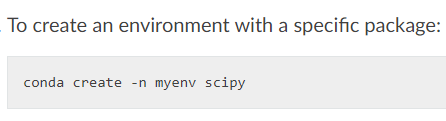 To create an environment with a specific package:
conda create -n myenv scipy